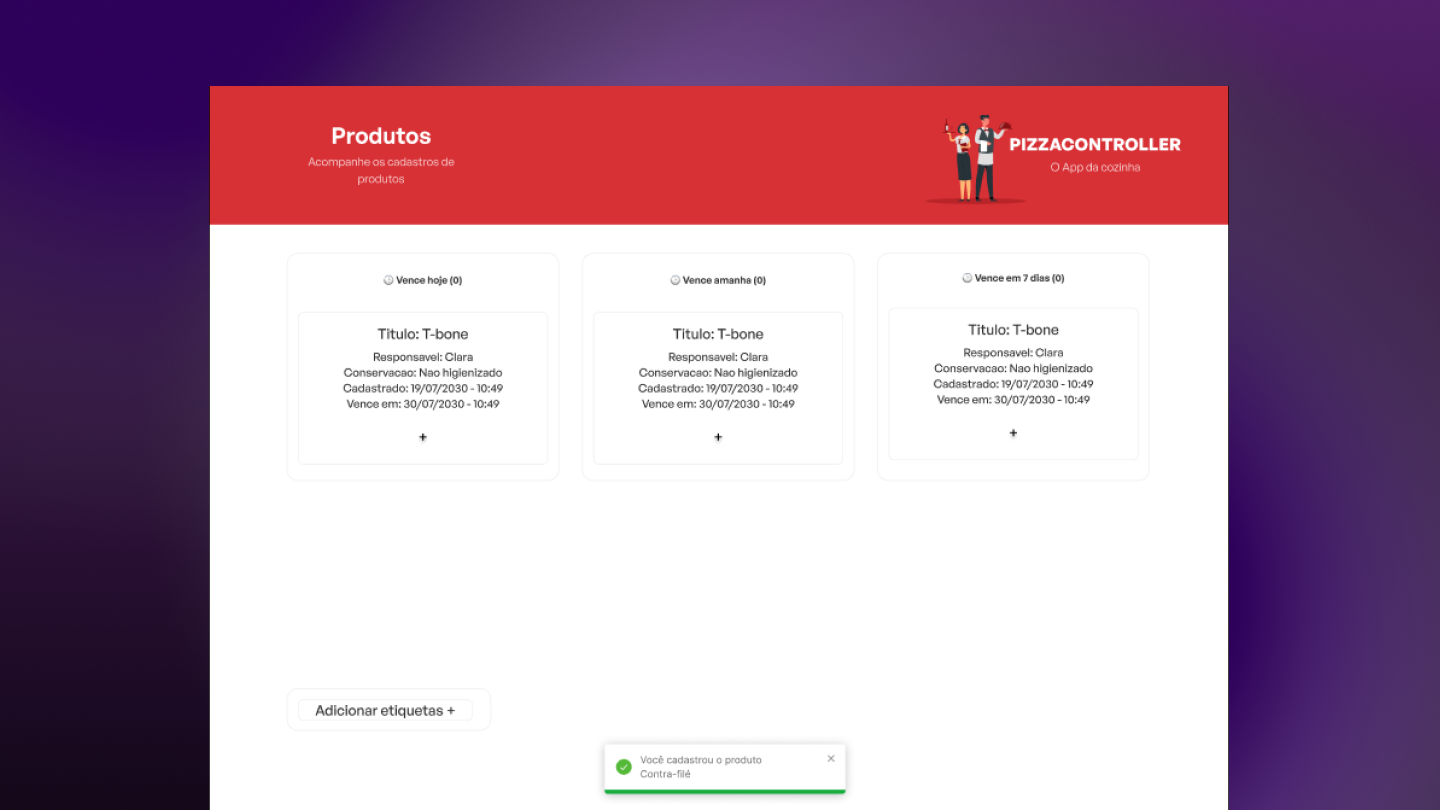 Produtos
Acompanhe os cadastros de
produtos
PIZZACONTROLLER
O App da cozinha
Vence hoje (0)
Titulo: T-bone
Responsavel: Clara
Conservacao: Nao higienizado
Cadastrado: 19/07/2030 - 10:49
Vence em: 30/07/2030 - 10:49
+
Vence amanha (0)
Titulo: T-bone
Responsavel: Clara
Conservacao: Nao higienizado
Cadastrado: 19/07/2030 - 10:49
Vence em: 30/07/2030 - 10:49
+
Vence em 7 dias (0)
Titulo: T-bone
Responsavel: Clara
Conservacao: Nao higienizado
Cadastrado: 19/07/2030 - 10:49
Vence em: 30/07/2030 - 10:49
+
Adicionar etiquetas +
Você cadastrou o produto
Contra-filé